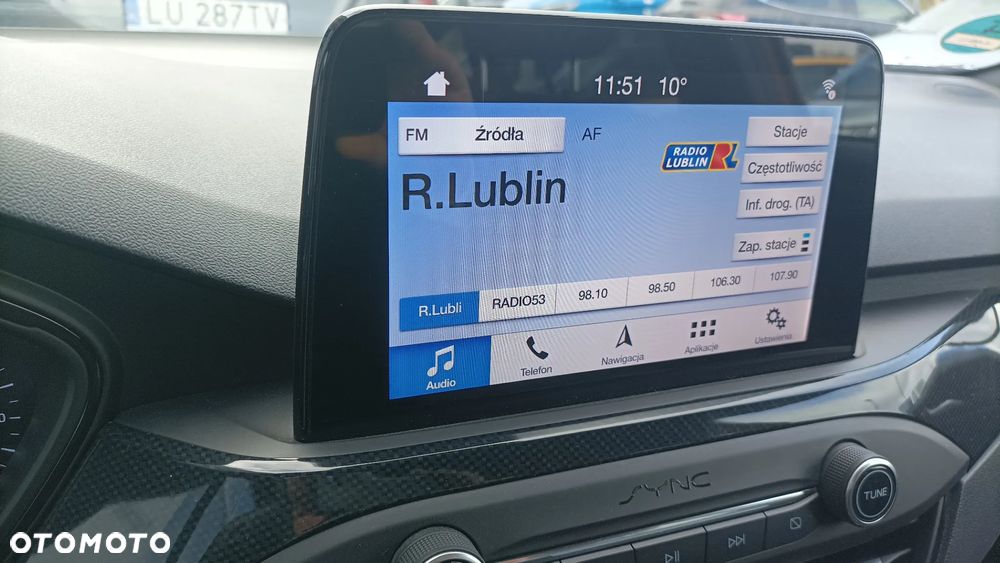 LU 287TV
11:51 10°
FM Źródła AF
RADIO LUBLIN
R.Lublin
Stacje
Częstotliwość
Inf. drog. (TA)
Zap. stacje
R.Lubli RADIO53 98.10 98.50 106.30 107.90
Audio Telefon Nawigacja Aplikacje Ustawienia
SYNC
TUNE
OTOMOTO